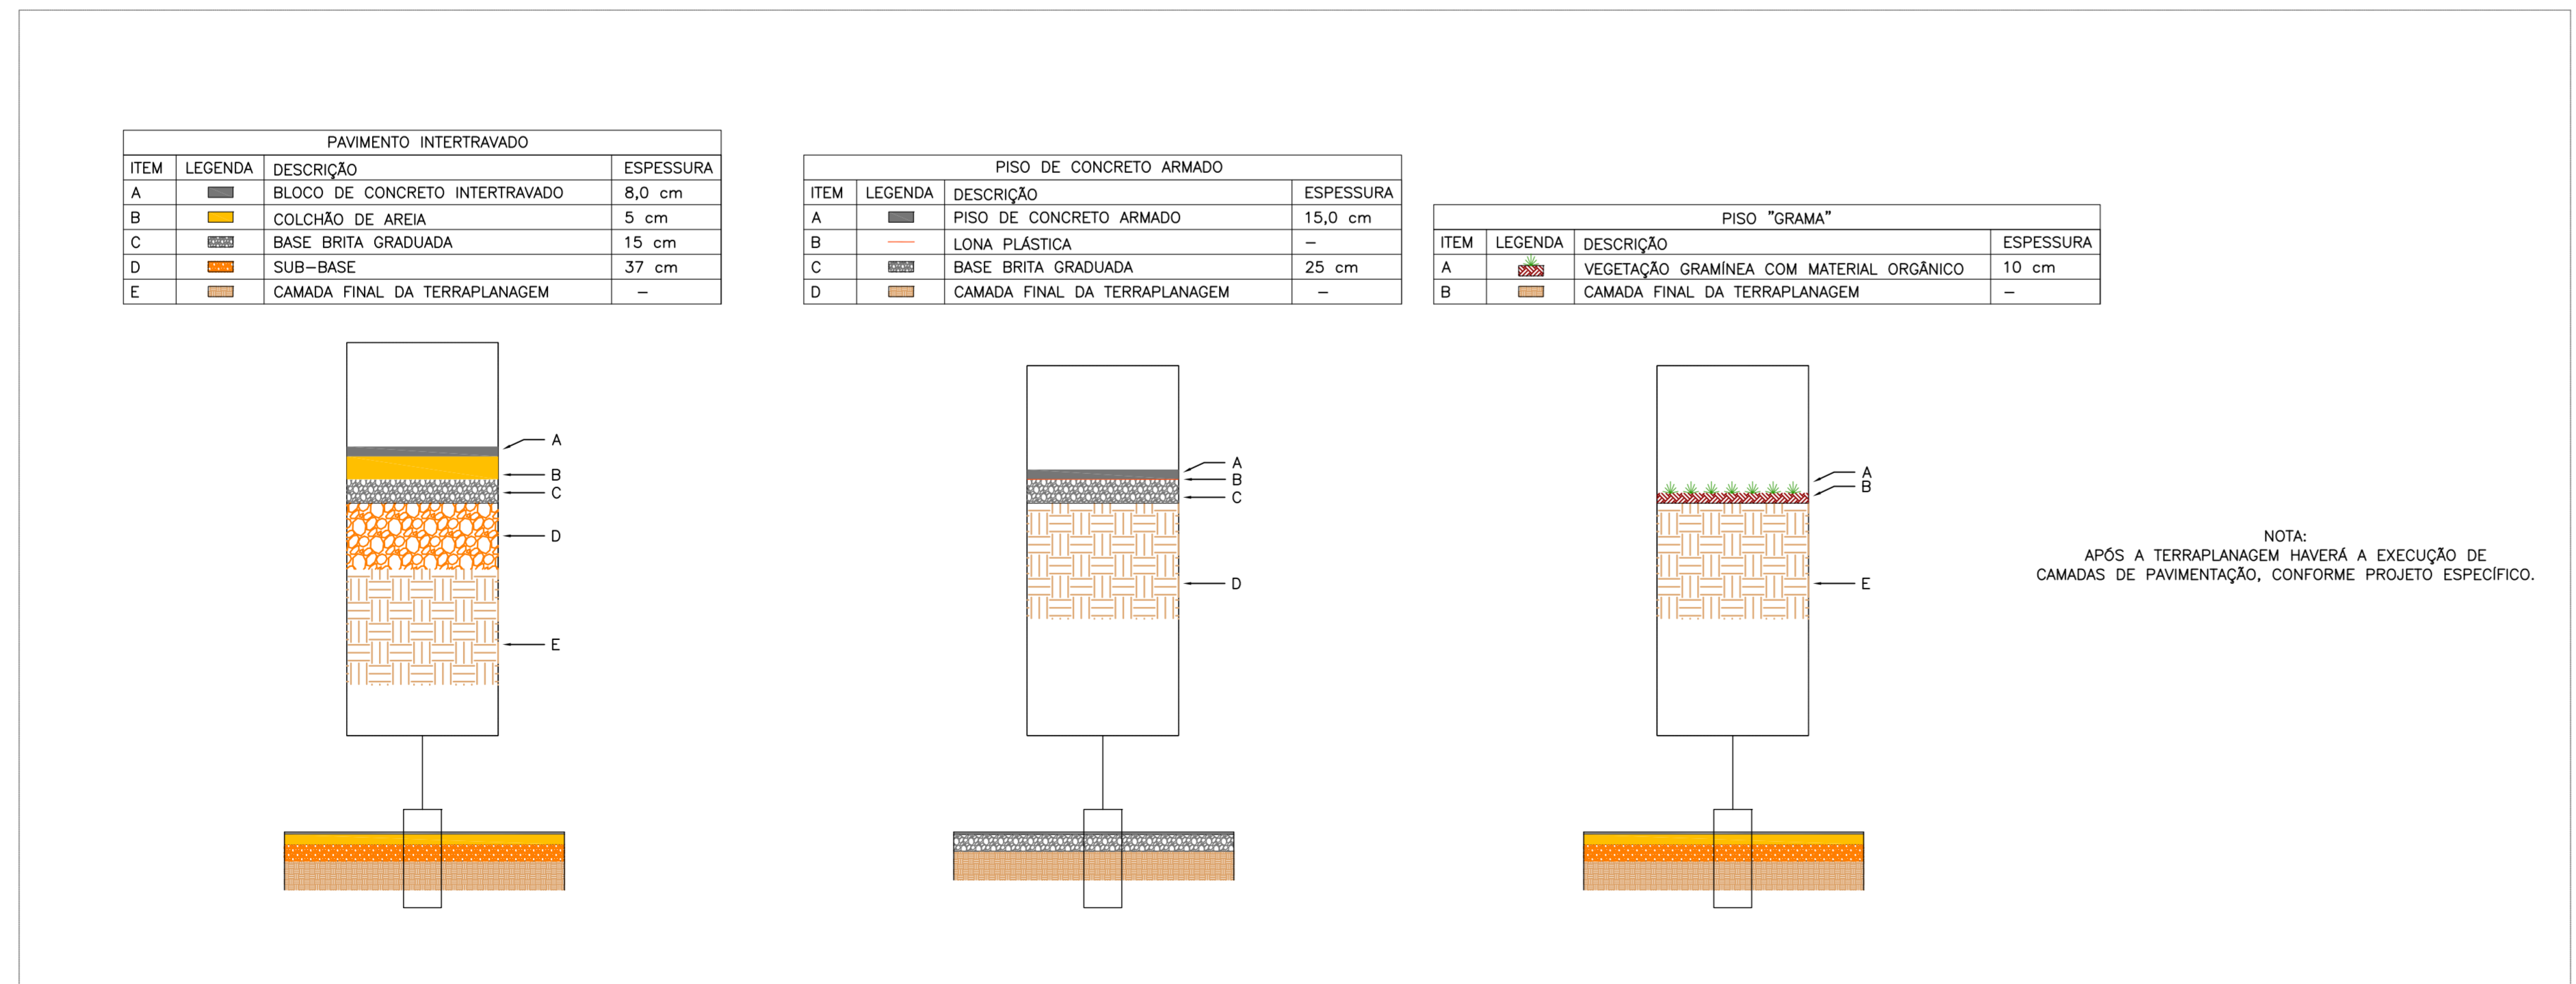 PAVIMENTO INTERTRAVADO
ITEM LEGENDA DESCRIÇÃO ESPESSURA
A BLOCO DE CONCRETO INTERTRAVADO 8,0 cm
B COLCHÃO DE AREIA 5 cm
C BASE BRITA GRADUADA 15 cm
D SUB-BASE 37 cm
E CAMADA FINAL DA TERRAPLANAGEM -
A
B
C
D
E
PISO DE CONCRETO ARMADO
ITEM LEGENDA DESCRIÇÃO ESPESSURA
A PISO DE CONCRETO ARMADO 15,0 cm
B LONA PLÁSTICA -
C BASE BRITA GRADUADA 25 cm
D CAMADA FINAL DA TERRAPLANAGEM -
A
B
C
D
PISO "GRAMA"
ITEM LEGENDA DESCRIÇÃO ESPESSURA
A VEGETAÇÃO GRAMÍNEA COM MATERIAL ORGÂNICO 10 cm
B CAMADA FINAL DA TERRAPLANAGEM -
A
B
E
NOTA:
APÓS A TERRAPLANAGEM HAVERÁ A EXECUÇÃO DE
CAMADAS DE PAVIMENTAÇÃO, CONFORME PROJETO ESPECÍFICO.